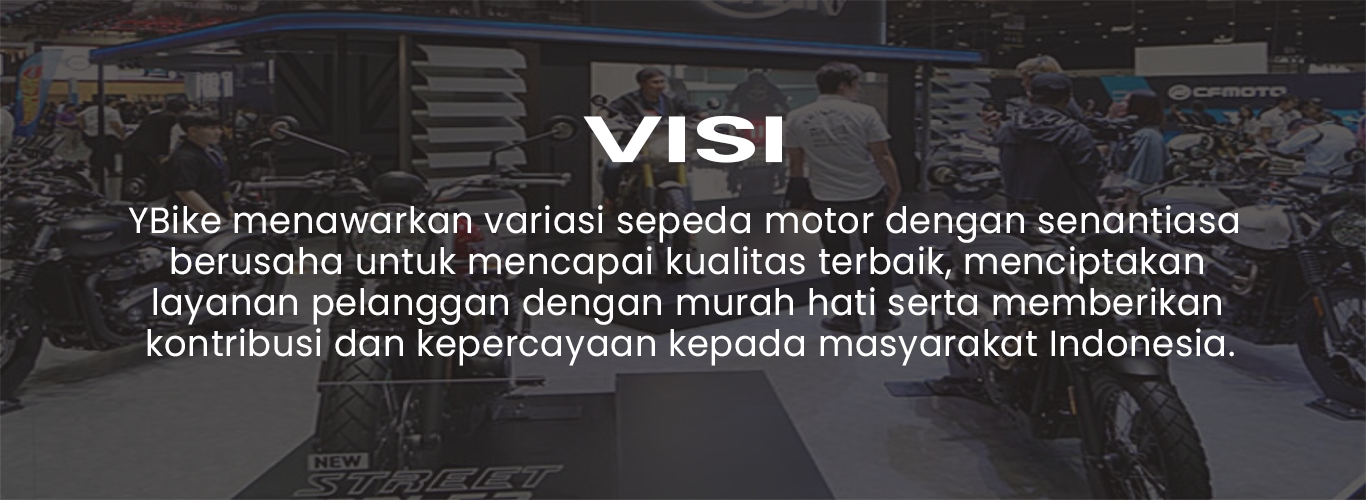 VISI
CFMOTO
YBike menawarkan variasi sepeda motor dengan senantiasa
berusaha untuk mencapai kualitas terbaik, menciptakan
layanan pelanggan dengan murah hati serta memberikan
kontribusi dan kepercayaan kepada masyarakat Indonesia.
NEW
STREET